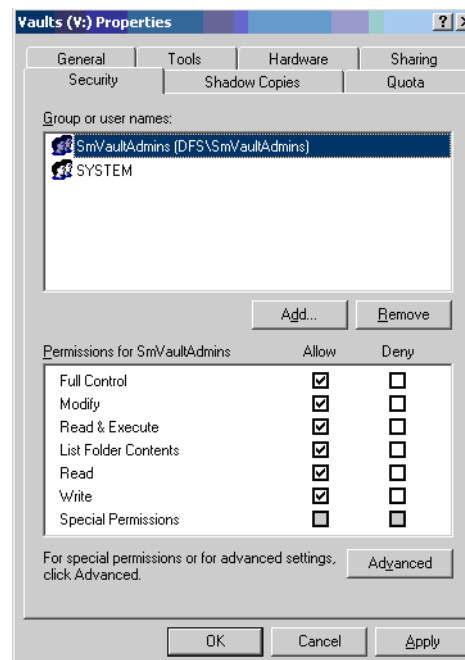 Vaults (V:) Properties
General Tools Hardware Sharing
Security Shadow Copies Quota
Group or user names:
SmVaultAdmins (DFS\SmVaultAdmins)
SYSTEM
Add... Remove
Permissions for SmVaultAdmins Allow Deny
Full Control
Modify
Read & Execute
List Folder Contents
Read
Write
Special Permissions
For special permissions or for advanced settings,
click Advanced.
Advanced
OK Cancel Apply